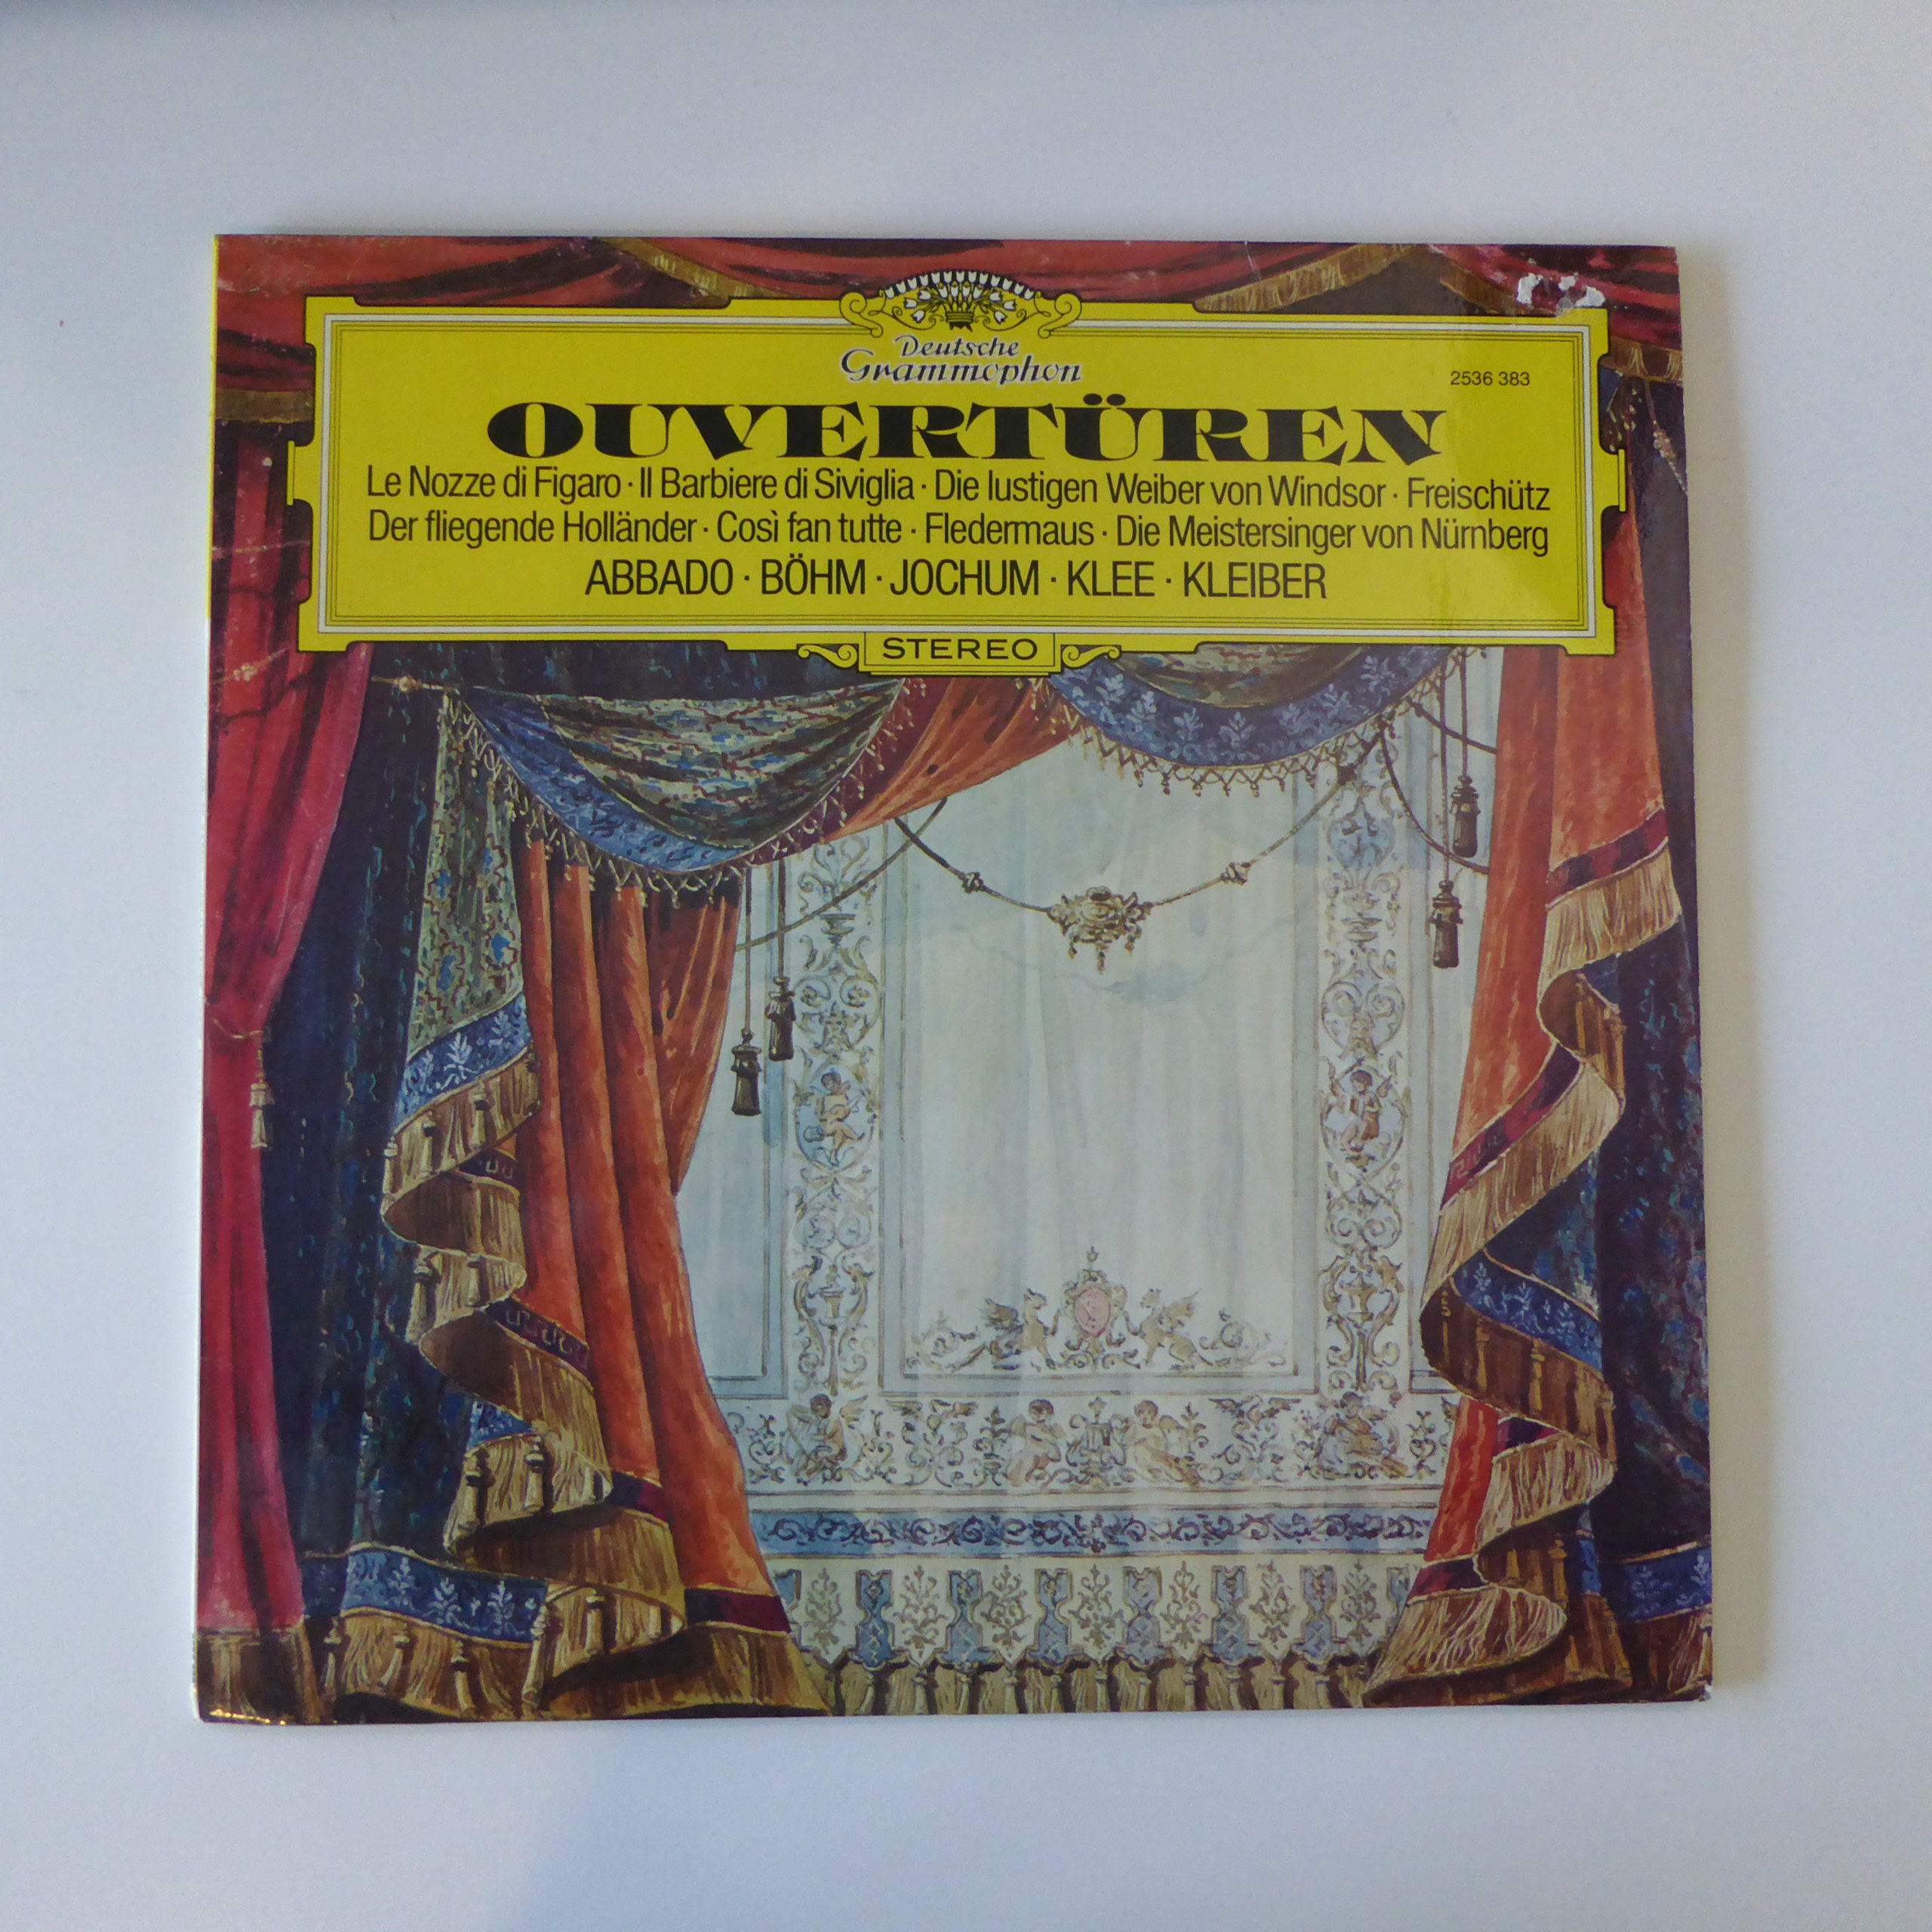 Deutsche
Grammophon
2536 383
OUVERTÜREN
Le Nozze di Figaro · Il Barbiere di Siviglia · Die lustigen Weiber von Windsor · Freischütz
Der fliegende Holländer · Così fan tutte · Fledermaus · Die Meistersinger von Nürnberg
ABBADO · BÖHM · JOCHUM · KLEE · KLEIBER
STEREO